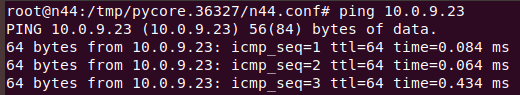 root@n44:/tmp/pycore.36327/n44.conf# ping 10.0.9.23
PING 10.0.9.23 (10.0.9.23) 56(84) bytes of data.
64 bytes from 10.0.9.23: icmp_seq=1 ttl=64 time=0.084 ms
64 bytes from 10.0.9.23: icmp_seq=2 ttl=64 time=0.064 ms
64 bytes from 10.0.9.23: icmp_seq=3 ttl=64 time=0.434 ms